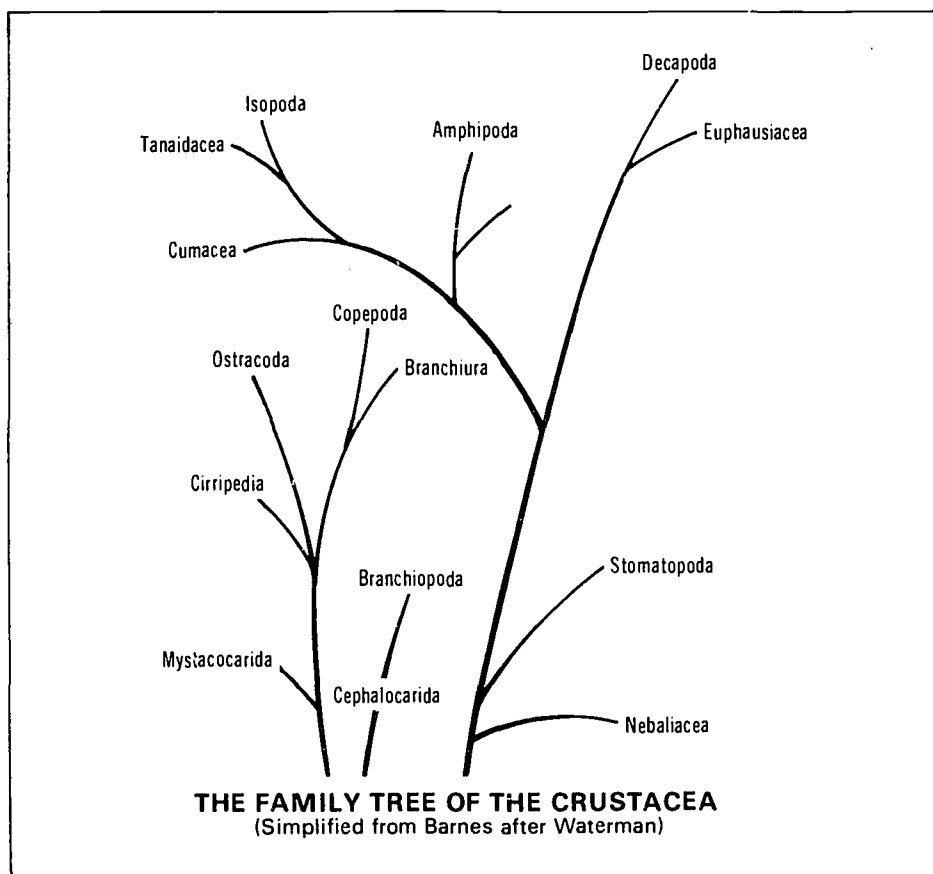 Decapoda
Isopoda
Amphipoda
Euphausiacea
Tanaidacea
Cumacea
Copepoda
Ostracoda
Branchiura
Cirripedia
Branchiopoda
Stomatopoda
Mystacocarida
Cephalocarida
Nebaliacea
THE FAMILY TREE OF THE CRUSTACEA
(Simplified from Barnes after Waterman)